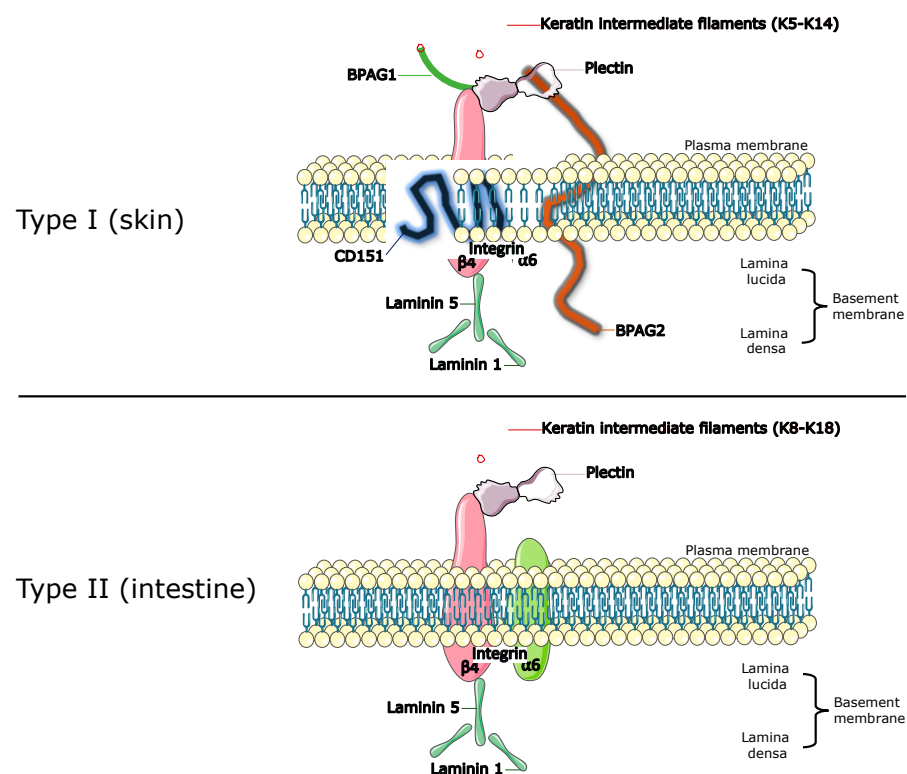 Keratin intermediate filaments (K5-K14)
BPAG1
Plectin
Plasma membrane
Type I (skin)
CD151
Integrin
β4
α6
Lamina
lucida
Laminin 5
Basement
membrane
BPAG2
Lamina
densa
Laminin 1
Keratin intermediate filaments (K8-K18)
Plectin
Plasma membrane
Type II (intestine)
Integrin
β4
α6
Lamina
lucida
Laminin 5
Basement
membrane
Lamina
densa
Laminin 1